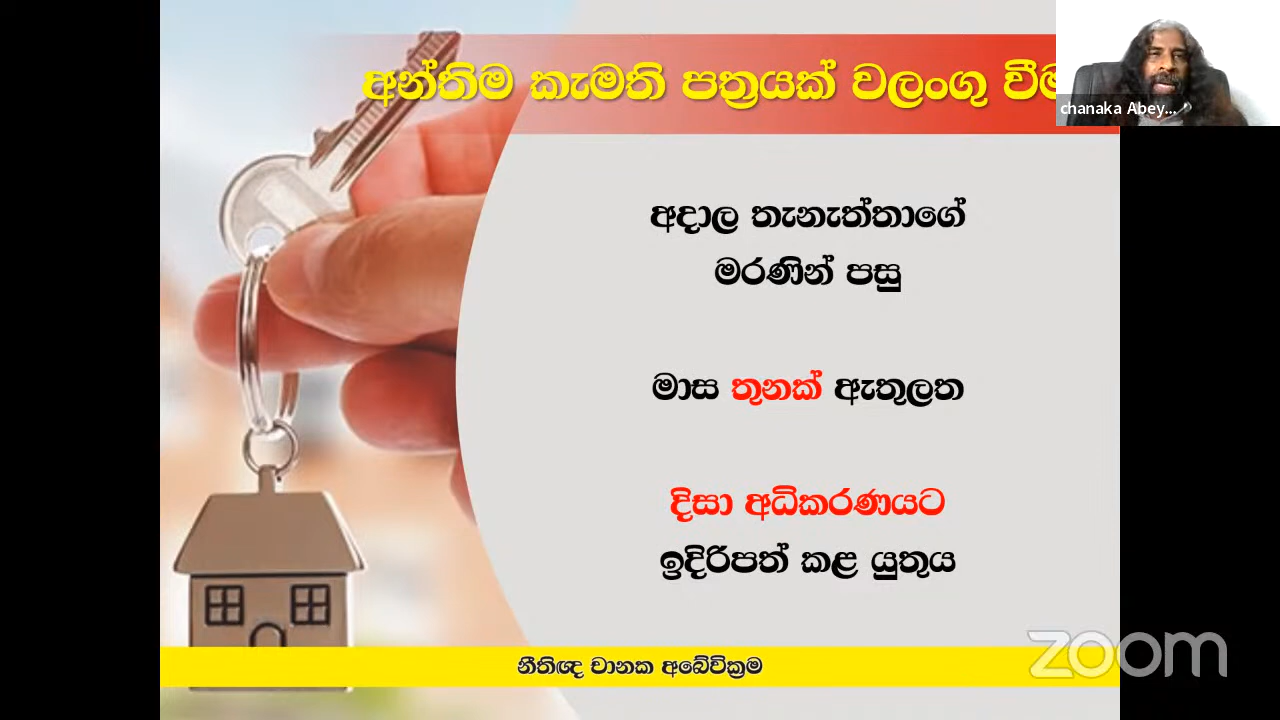 අන්තිම කැමති පත්‍රයක් වලංගු
chanaka Abey...
අදාල තැනැත්තාගේ
මරණින් පසු
මාස තුනක් ඇතුලත
දිසා අධිකරණයට
ඉදිරිපත් කළ යුතුය
නීතිඥ චානක අබේවික්‍රම
zoom